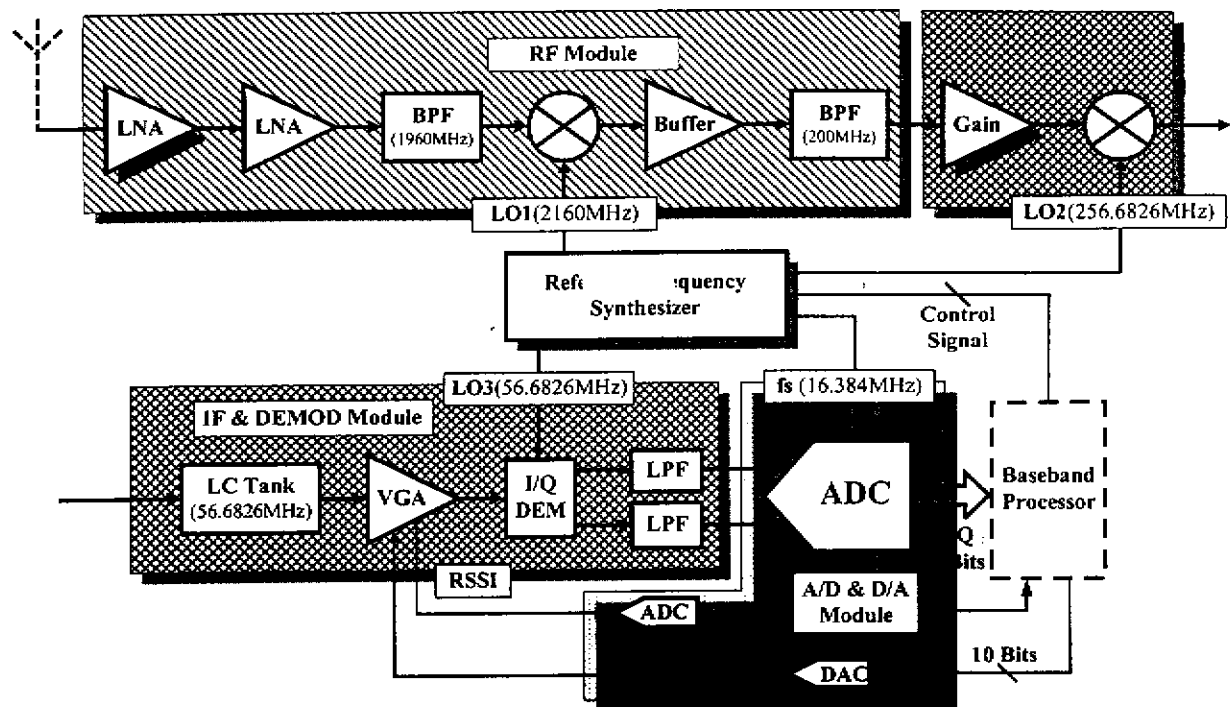 RF Module
LNA
LNA
BPF
(1960MHz)
Buffer
BPF
(200MHz)
Gain
LO1(2160MHz)
LO2(256.6826MHz)
Synthesizer
Control
Signal
LO3(56.6826MHz)
fs (16.384MHz)
IF & DEMOD Module
LC Tank
(56.6826MHz)
VGA
I/Q
DEM
LPF
LPF
ADC
Baseband
Processor
Q
RSSI
ADC
A/D & D/A
Module
DAC
10 Bits